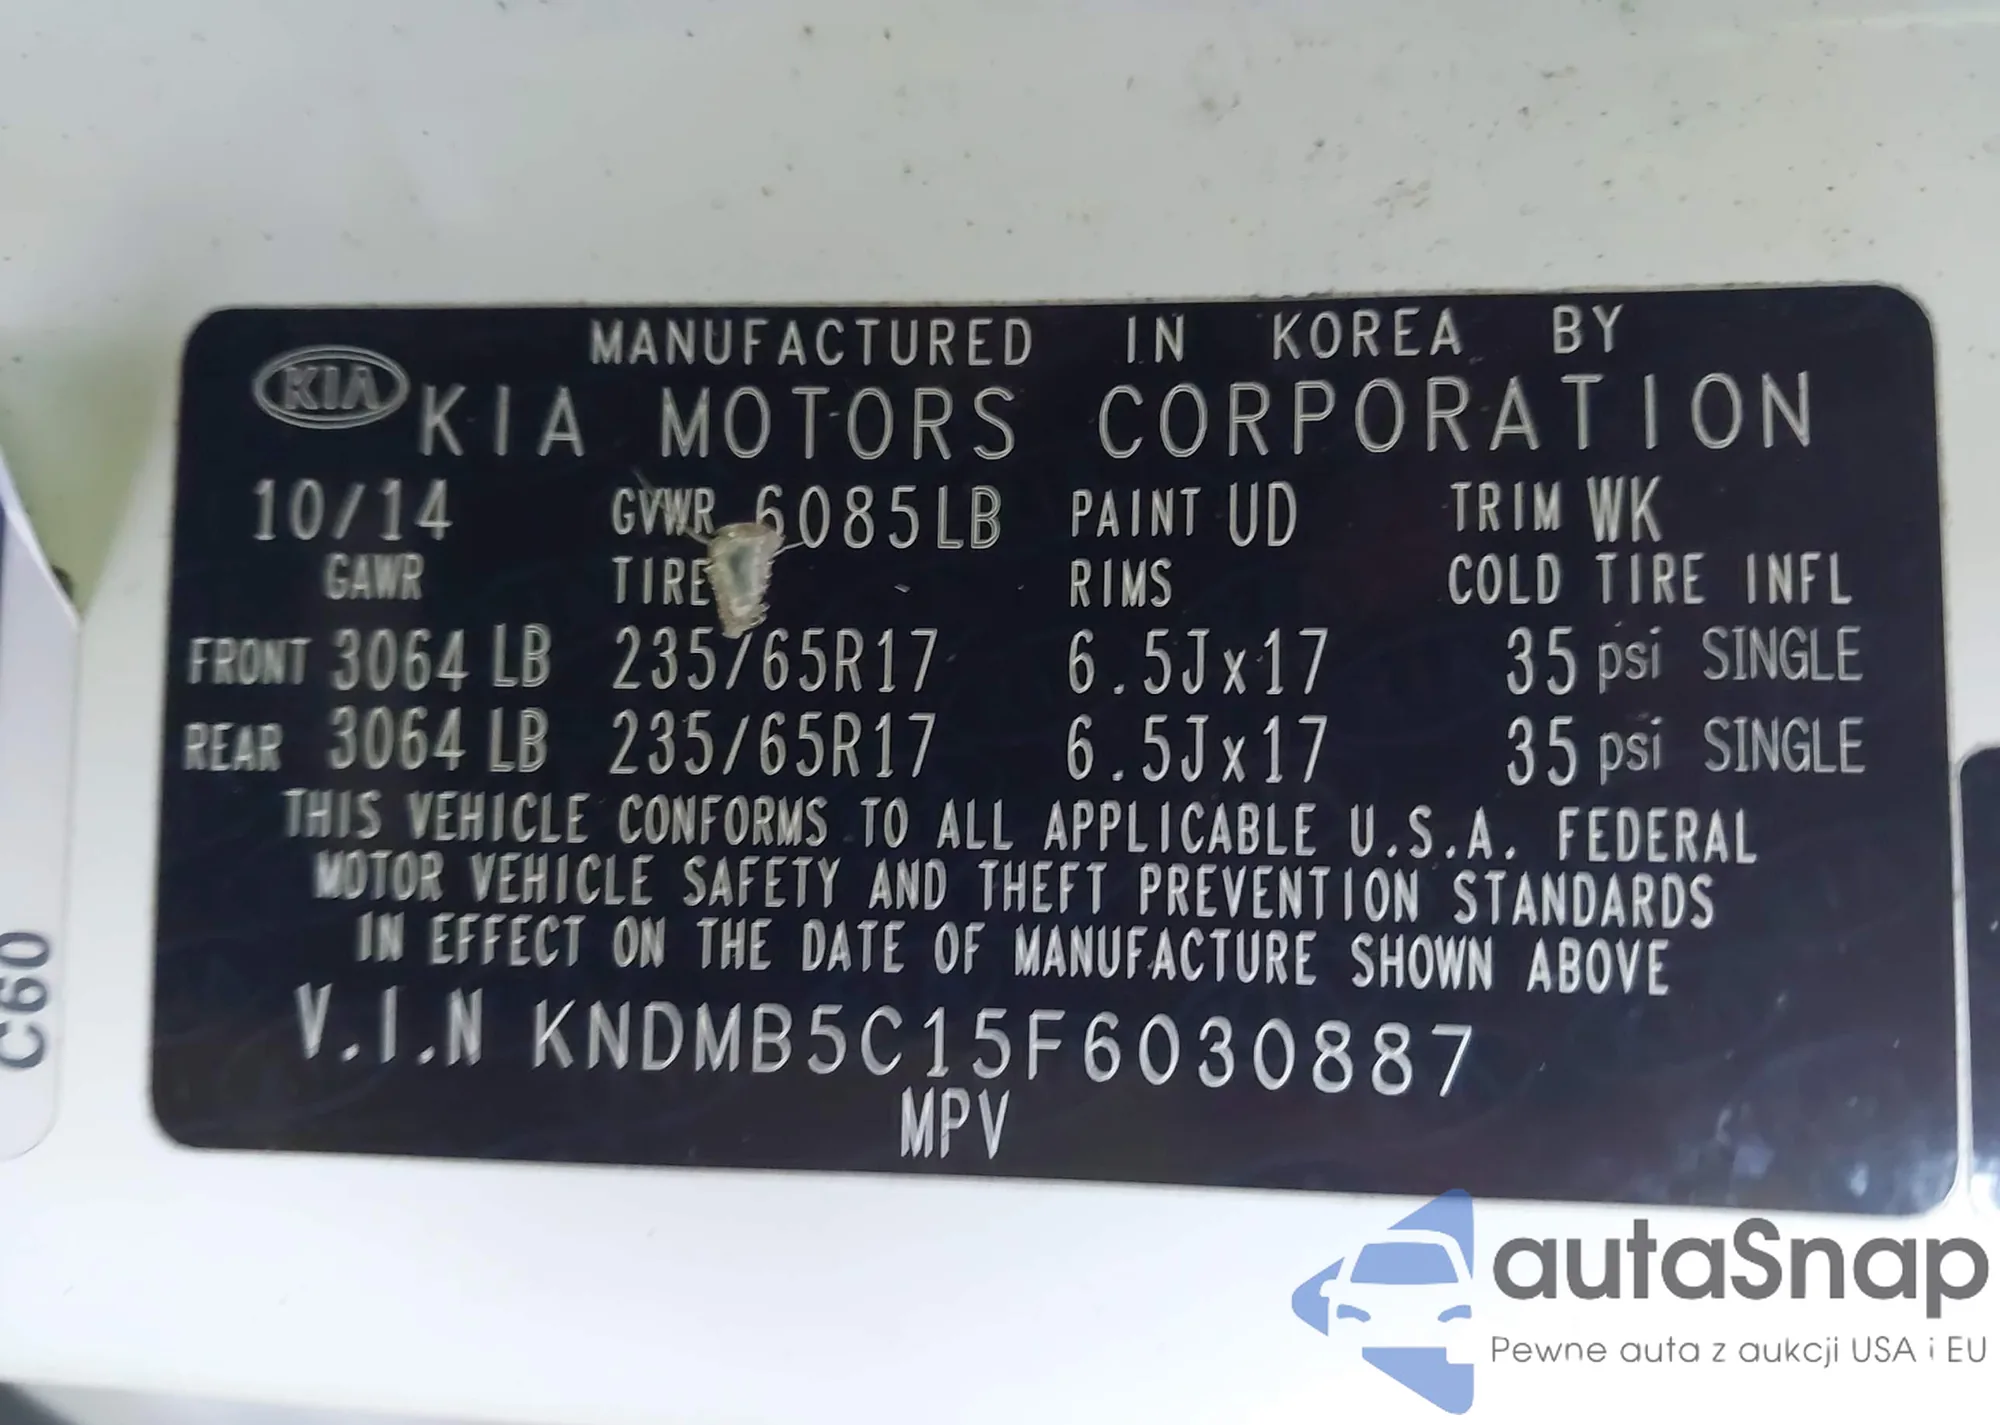 MANUFACTURED IN KOREA BY
KIA KIA MOTORS CORPORATION
10/14 GVWR 6085LB PAINT UD TRIM WK
GAWR TIRE RIMS COLD TIRE INFL
FRONT 3064 LB 235/65R17 6.5Jx17 35 psi SINGLE
REAR 3064 LB 235/65R17 6.5Jx17 35 psi SINGLE
THIS VEHICLE CONFORMS TO ALL APPLICABLE U.S.A. FEDERAL
MOTOR VEHICLE SAFETY AND THEFT PREVENTION STANDARDS
IN EFFECT ON THE DATE OF MANUFACTURE SHOWN ABOVE
V.I.N KNDMB5C15F6030887
MPV
C60
autaSnap
Pewne auta z aukcji USA i EU